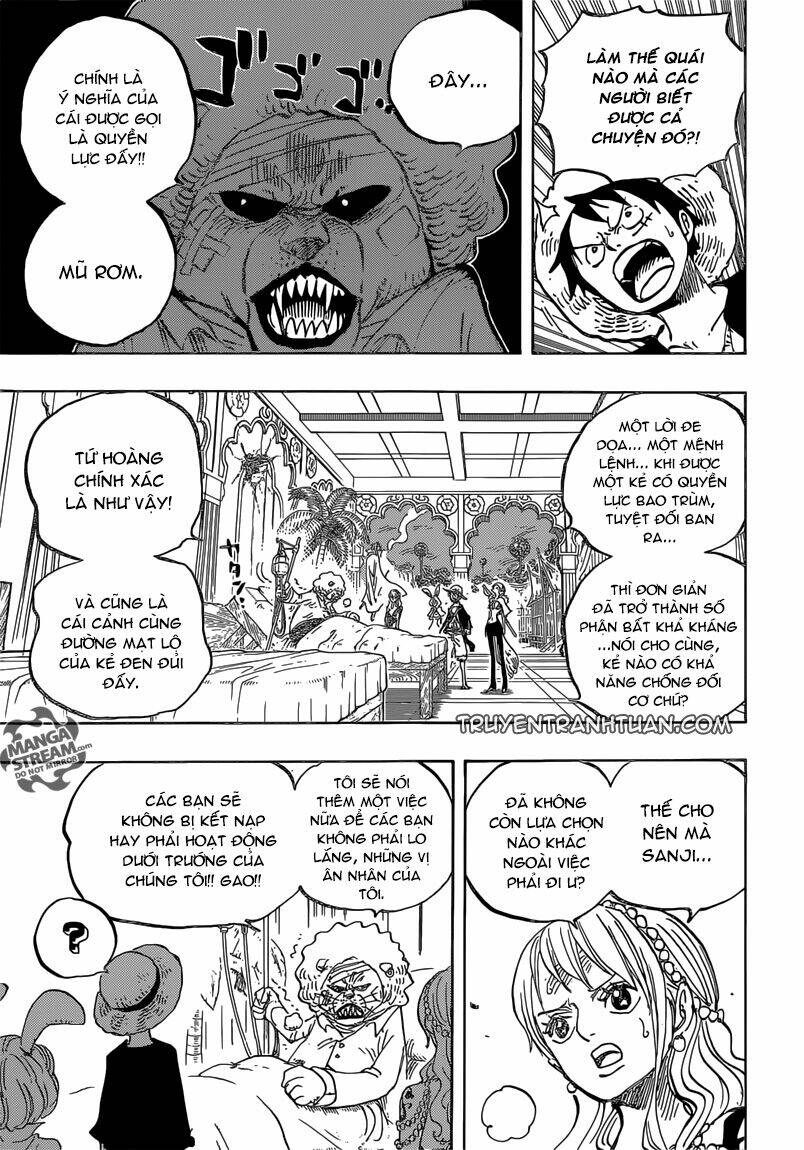 LÀM THẾ QUÁI
NÀO MÀ CÁC
NGƯỜI BIẾT
ĐƯỢC CẢ
CHUYỆN ĐÓ?!
ゴゴゴ
ĐÂY...
CHÍNH LÀ
Ý NGHĨA CỦA
CÁI ĐƯỢC GỌI
LÀ QUYỀN
LỰC ĐẤY!!
MŨ RƠM.
MỘT LỜI ĐE
DỌA... MỘT MỆNH
LỆNH... KHI ĐƯỢC
MỘT KẺ CÓ QUYỀN
LỰC BAO TRÙM,
TUYỆT ĐỐI BAN
RA...
THÌ ĐƠN GIẢN
ĐÃ TRỞ THÀNH SỐ
PHẬN BẤT KHẢ KHÁNG
...NÓI CHO CÙNG,
KẺ NÀO CÓ KHẢ
NĂNG CHỐNG ĐỐI
CƠ CHỨ?
カタン
TỨ HOÀNG
CHÍNH XÁC
LÀ NHƯ VẬY!
VÀ CŨNG LÀ
CÁI CẢNH CÙNG
ĐƯỜNG MẠT LỘ
CỦA KẺ ĐEN ĐỦI
ĐẤY.
TRUYENTRANHTUAN.COM
MANGA
STREAM.com
DO NOT MIRROR
THẾ CHO
NÊN MÀ
SANJI...
ĐÃ KHÔNG
CÒN LỰA CHỌN
NÀO KHÁC
NGOÀI VIỆC
PHẢI ĐI Ư?
TÔI SẼ NÓI
THÊM MỘT VIỆC
NỮA ĐỂ CÁC BẠN
KHÔNG PHẢI LO
LẮNG, NHỮNG VỊ
ÂN NHÂN CỦA
TÔI.
CÁC BẠN SẼ
KHÔNG BỊ KẾT NẠP
HAY PHẢI HOẠT ĐỘNG
DƯỚI TRƯỚNG CỦA
CHÚNG TÔI!! GAO!!
?